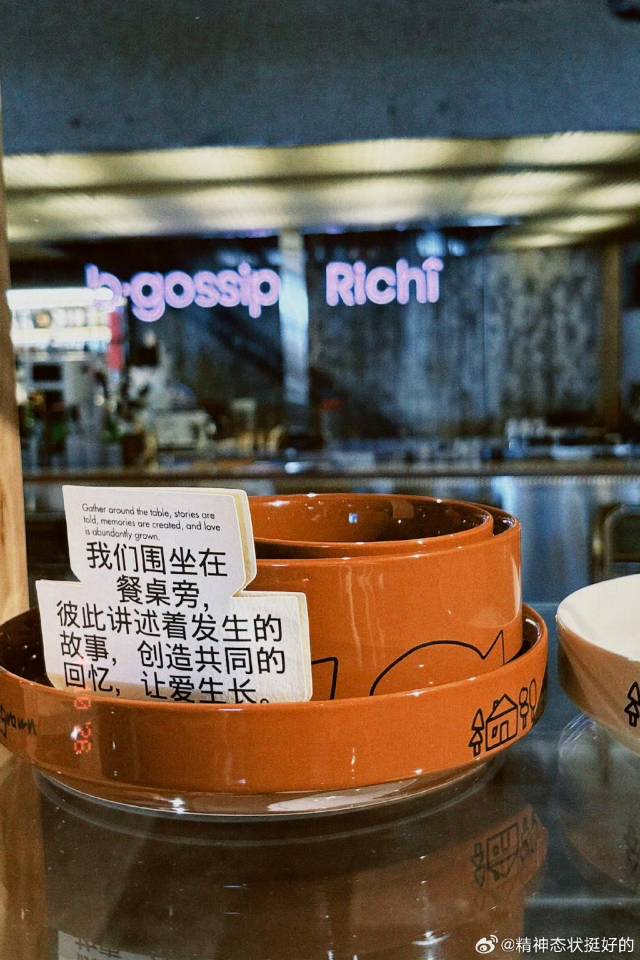 b·gossip Richî
Gather around the table, stories are
told, memories are created, and love
is abundantly grown.
我们围坐在
餐桌旁，
彼此讲述着发生的
故事，创造共同的
回忆，让爱生长。
grawn
@精神态状挺好的